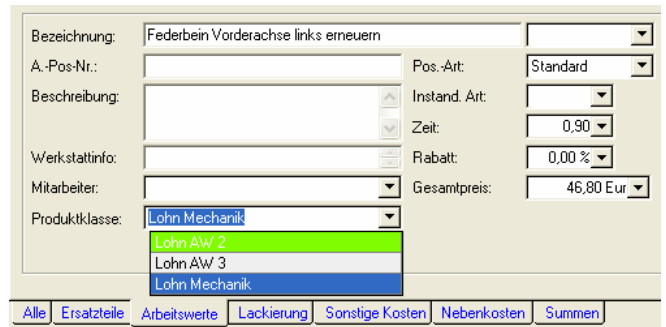 Bezeichnung: Federbein Vorderachse links erneuern
A.-Pos-Nr.: Pos.-Art: Standard
Beschreibung: Instand. Art:
Zeit: 0,90
Werkstattinfo: Rabatt: 0,00 %
Mitarbeiter: Gesamtpreis: 46,80 Eur
Produktklasse: Lohn Mechanik
Lohn AW 2
Lohn AW 3
Lohn Mechanik
Alle Ersatzteile Arbeitswerte Lackierung Sonstige Kosten Nebenkosten Summen